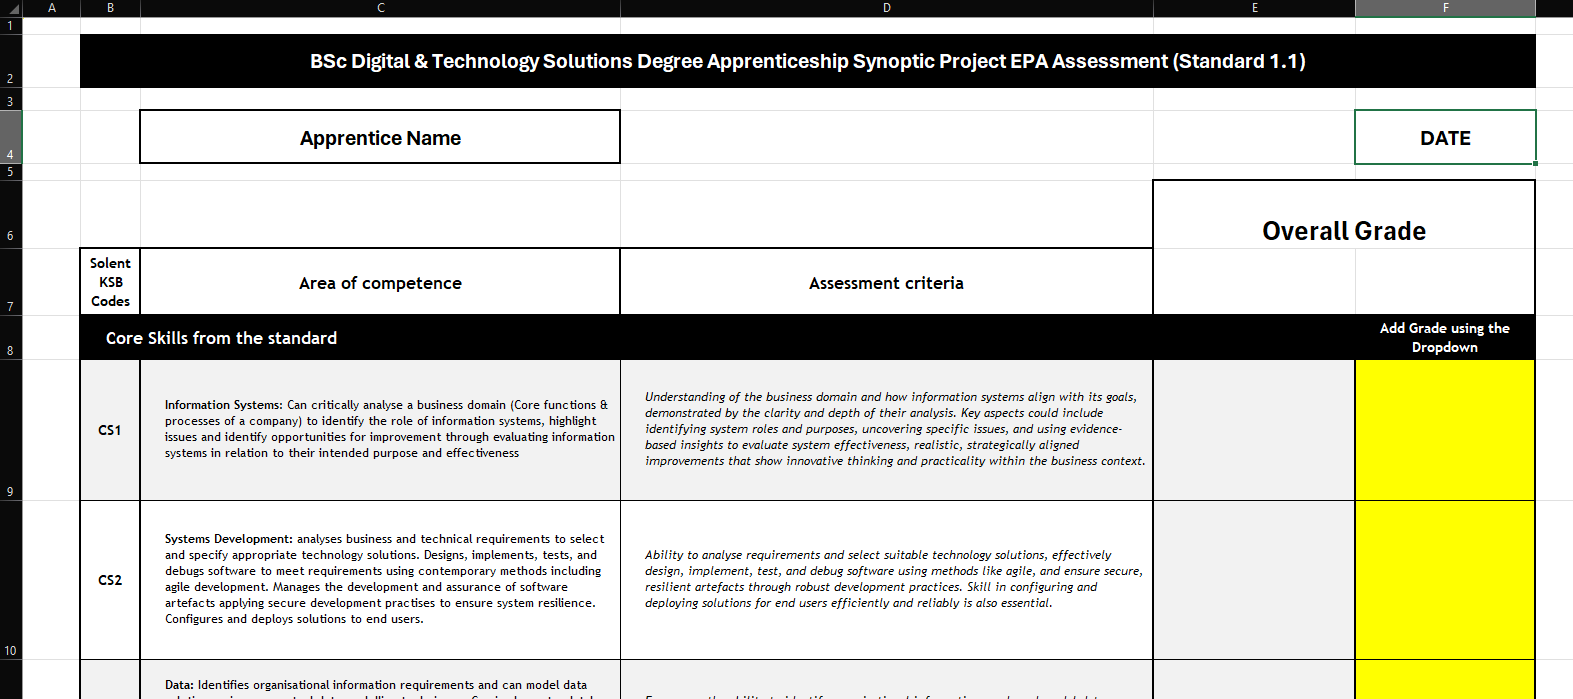 A B C D E F
1
2
3
4
5
6
7
8
9
10
BSc Digital & Technology Solutions Degree Apprenticeship Synoptic Project EPA Assessment (Standard 1.1)
Apprentice Name
DATE
Overall Grade
Solent
KSB
Codes
Area of competence
Assessment criteria
Core Skills from the standard
Add Grade using the
Dropdown
CS1
Information Systems: Can critically analyse a business domain (Core functions &
processes of a company) to identify the role of information systems, highlight
issues and identify opportunities for improvement through evaluating information
systems in relation to their intended purpose and effectiveness
Understanding of the business domain and how information systems align with its goals,
demonstrated by the clarity and depth of their analysis. Key aspects could include
identifying system roles and purposes, uncovering specific issues, and using evidence-
based insights to evaluate system effectiveness, realistic, strategically aligned
improvements that show innovative thinking and practicality within the business context.
CS2
Systems Development: analyses business and technical requirements to select
and specify appropriate technology solutions. Designs, implements, tests, and
debugs software to meet requirements using contemporary methods including
agile development. Manages the development and assurance of software
artefacts applying secure development practises to ensure system resilience.
Configures and deploys solutions to end users.
Ability to analyse requirements and select suitable technology solutions, effectively
design, implement, test, and debug software using methods like agile, and ensure secure,
resilient artefacts through robust development practices. Skill in configuring and
deploying solutions for end users efficiently and reliably is also essential.
Data: Identifies organisational information requirements and can model data